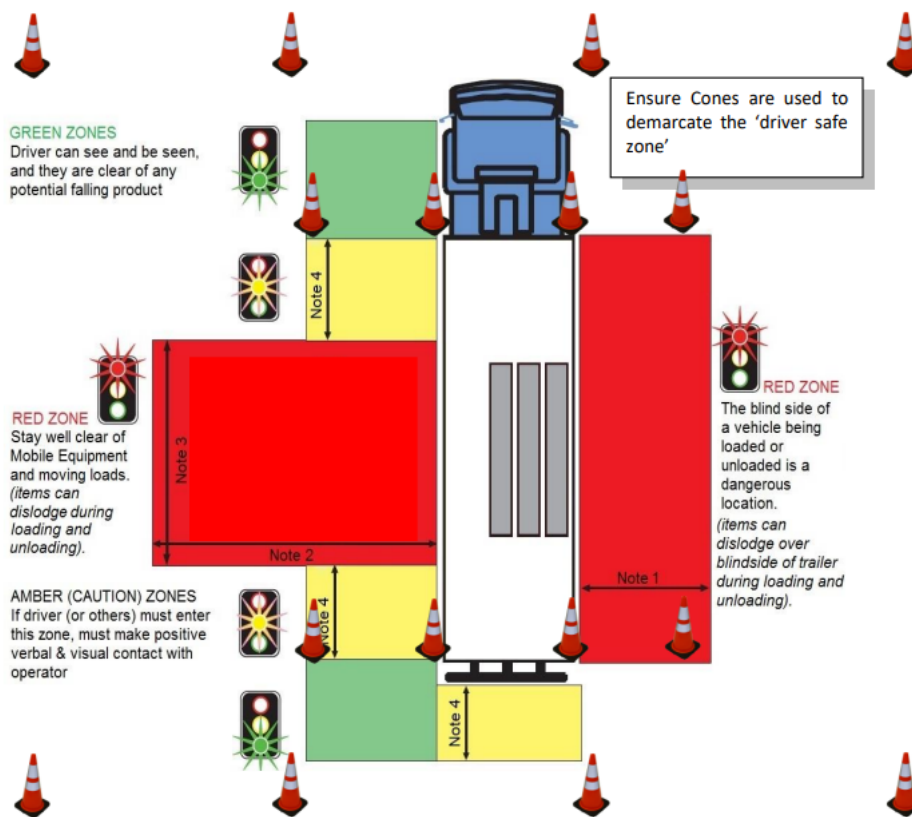 Ensure Cones are used to
demarcate the ‘driver safe
zone’
GREEN ZONES
Driver can see and be seen,
and they are clear of any
potential falling product
Note 4
RED ZONE
Stay well clear of
Mobile Equipment
and moving loads.
(items can
dislodge during
loading and
unloading).
Note 3
Note 2
RED ZONE
The blind side of
a vehicle being
loaded or
unloaded is a
dangerous
location.
(items can
dislodge over
blindside of trailer
during loading and
unloading).
Note 1
AMBER (CAUTION) ZONES
If driver (or others) must enter
this zone, must make positive
verbal & visual contact with
operator
Note 4
Note 4